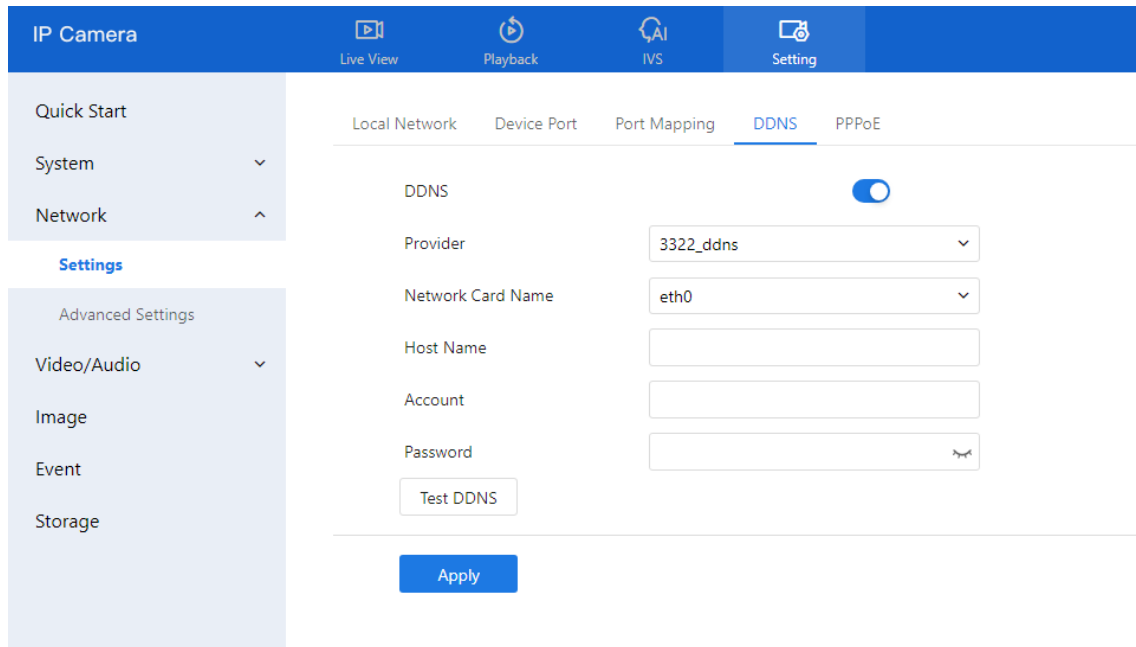 IP Camera
Live View
Playback
AI
IVS
Setting
Quick Start
System
Network
Settings
Advanced Settings
Video/Audio
Image
Event
Storage
Local Network Device Port Port Mapping DDNS PPPoE
DDNS
Provider 3322_ddns
Network Card Name eth0
Host Name
Account
Password
Test DDNS
Apply